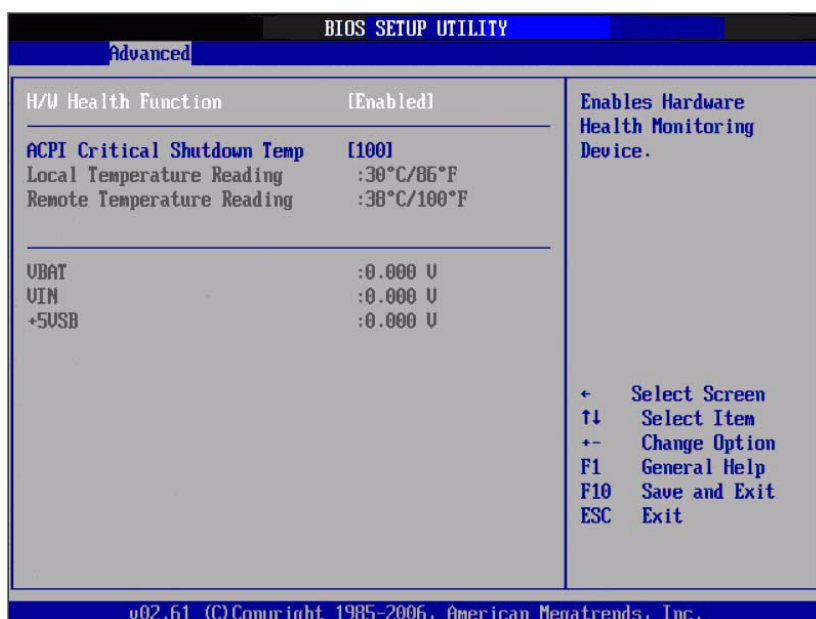 BIOS SETUP UTILITY
Advanced
H/W Health Function [Enabled]
ACPI Critical Shutdown Temp [100]
Local Temperature Reading :30°C/86°F
Remote Temperature Reading :38°C/100°F
VBAT :0.000 V
VIN :0.000 V
+5VSB :0.000 V
Enables Hardware
Health Monitoring
Device.
← Select Screen
↑↓ Select Item
+- Change Option
F1 General Help
F10 Save and Exit
ESC Exit
v02.61 (C)Copyright 1985-2006, American Megatrends, Inc.